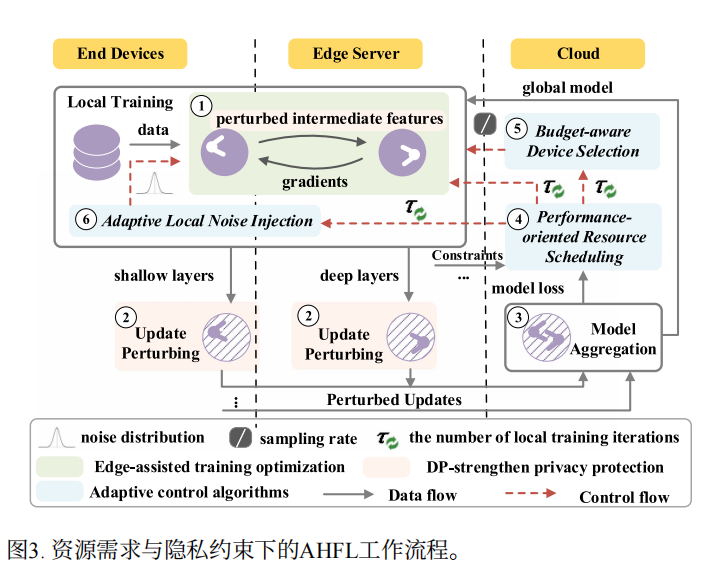 End Devices
Edge Server
Cloud
global model
Local Training
①
perturbed intermediate features
data
gradients
⑤
Budget-aware
Device Selection
τ
τ
⑥
Adaptive Local Noise Injection
τ
④
Performance-
oriented Resource
Scheduling
Constraints
...
shallow layers
deep layers
model loss
②
Update
Perturbing
②
Update
Perturbing
③
Model
Aggregation
⋮
Perturbed Updates
noise distribution
sampling rate
τ
the number of local training iterations
Edge-assisted training optimization
DP-strengthen privacy protection
Adaptive control algorithms
Data flow
Control flow
图3. 资源需求与隐私约束下的AHFL工作流程。